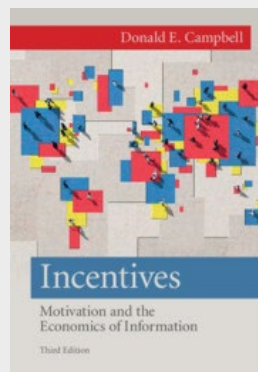 Donald E. Campbell
Incentives
Motivation and the
Economics of Information
Third Edition